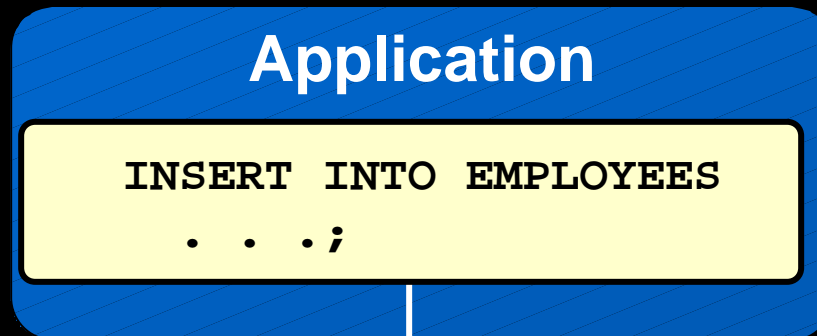 Application
INSERT INTO EMPLOYEES
. . .;